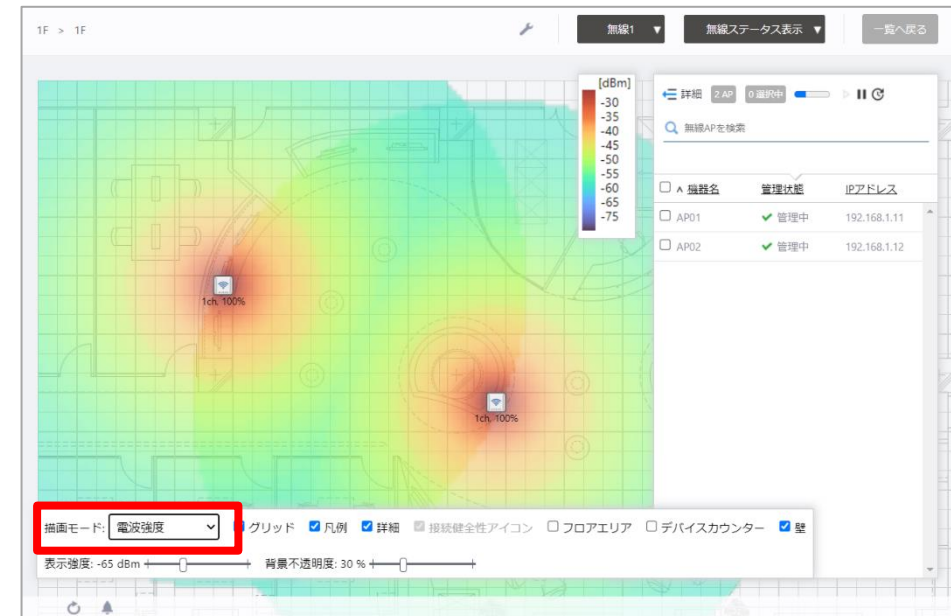 1F > 1F
無線1 ▼
無線ステータス表示 ▼
一覧へ戻る
[dBm]
-30
-35
-40
-45
-50
-55
-60
-65
-75
詳細 2 AP 0 選択中
無線APを検索
機器名 管理状態 IPアドレス
AP01 管理中 192.168.1.11
AP02 管理中 192.168.1.12
1ch, 100%
1ch, 100%
描画モード: 電波強度 グリッド 凡例 詳細 接続健全性アイコン フロアエリア デバイスカウンター 壁
表示強度: -65 dBm 背景不透明度: 30 %